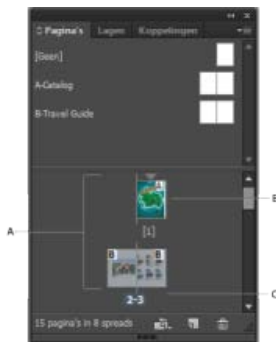 Pagina's Lagen Koppelingen
[Geen]
A-Catalog
B-Travel Guide
A
B
A
[1]
B B
C
2-3
15 pagina's in 8 spreads